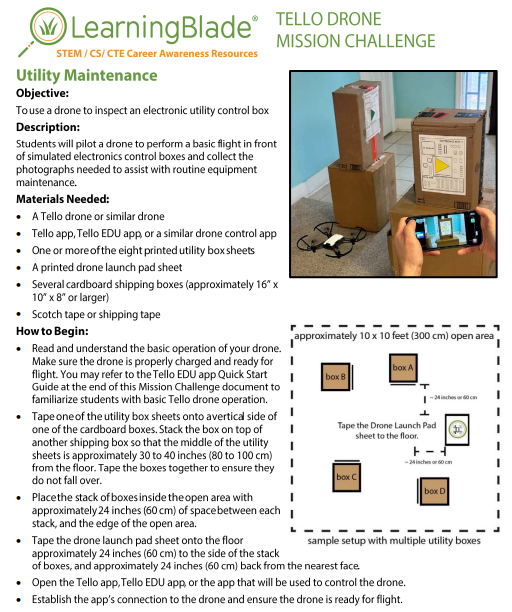 LearningBlade®
STEM / CS/ CTE Career Awareness Resources
TELLO DRONE
MISSION CHALLENGE
Utility Maintenance
Objective:
To use a drone to inspect an electronic utility control box
Description:
Students will pilot a drone to perform a basic flight in front
of simulated electronics control boxes and collect the
photographs needed to assist with routine equipment
maintenance.
Materials Needed:
• A Tello drone or similar drone
• Tello app, Tello EDU app, or a similar drone control app
• One or more of the eight printed utility box sheets
• A printed drone launch pad sheet
• Several cardboard shipping boxes (approximately 16" x
10" x 8" or larger)
• Scotch tape or shipping tape
How to Begin:
• Read and understand the basic operation of your drone.
Make sure the drone is properly charged and ready for
flight. You may refer to the Tello EDU app Quick Start
Guide at the end of this Mission Challenge document to
familiarize students with basic Tello drone operation.
• Tape one of the utility box sheets onto a vertical side of
one of the cardboard boxes. Stack the box on top of
another shipping box so that the middle of the utility
sheets is approximately 30 to 40 inches (80 to 100 cm)
from the floor. Tape the boxes together to ensure they
do not fall over.
• Place the stack of boxes inside the open area with
approximately 24 inches (60 cm) of space between each
stack, and the edge of the open area.
• Tape the drone launch pad sheet onto the floor
approximately 24 inches (60 cm) to the side of the stack
of boxes, and approximately 24 inches (60 cm) back from the nearest face.
• Open the Tello app, Tello EDU app, or the app that will be used to control the drone.
• Establish the app's connection to the drone and ensure the drone is ready for flight.
approximately 10 x 10 feet (300 cm) open area
box A
box B
~ 24 inches or 60 cm
Tape the Drone Launch Pad
sheet to the floor.
~ 24 inches or 60 cm
box C
box D
sample setup with multiple utility boxes